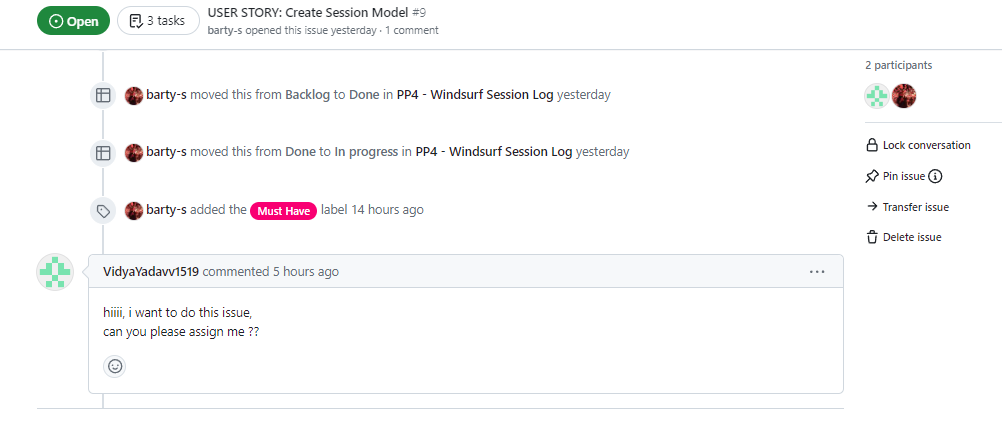 Open
3 tasks
USER STORY: Create Session Model #9
barty-s opened this issue yesterday · 1 comment
2 participants
barty-s moved this from Backlog to Done in PP4 - Windsurf Session Log yesterday
Lock conversation
barty-s moved this from Done to In progress in PP4 - Windsurf Session Log yesterday
Pin issue
Transfer issue
barty-s added the Must Have label 14 hours ago
Delete issue
VidyaYadavv1519 commented 5 hours ago
hiiii, i want to do this issue,
can you please assign me ??